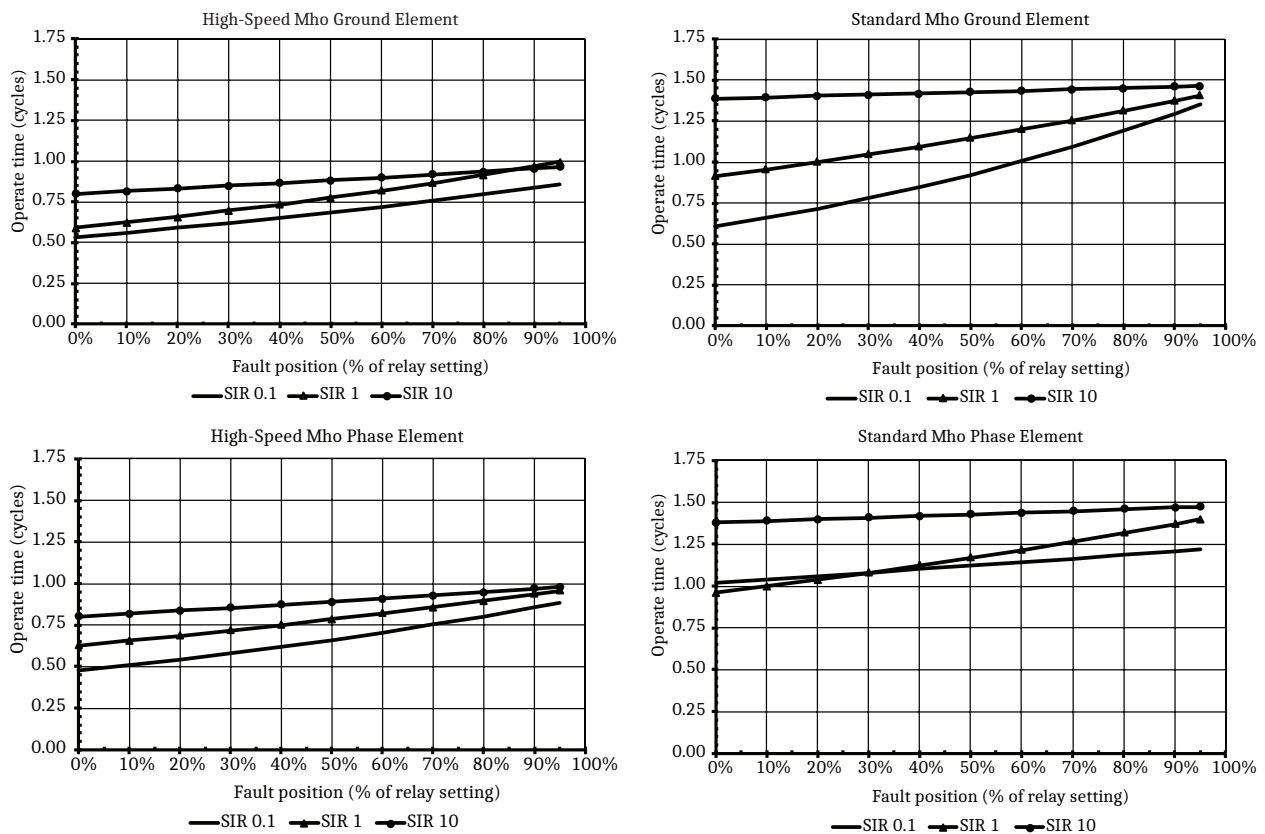 High-Speed Mho Ground Element
Operate time (cycles)
1.75
1.50
1.25
1.00
0.75
0.50
0.25
0.00
0% 10% 20% 30% 40% 50% 60% 70% 80% 90% 100%
Fault position (% of relay setting)
SIR 0.1 SIR 1 SIR 10
Standard Mho Ground Element
Operate time (cycles)
1.75
1.50
1.25
1.00
0.75
0.50
0.25
0.00
0% 10% 20% 30% 40% 50% 60% 70% 80% 90% 100%
Fault position (% of relay setting)
SIR 0.1 SIR 1 SIR 10
High-Speed Mho Phase Element
Operate time (cycles)
1.75
1.50
1.25
1.00
0.75
0.50
0.25
0.00
0% 10% 20% 30% 40% 50% 60% 70% 80% 90% 100%
Fault position (% of relay setting)
SIR 0.1 SIR 1 SIR 10
Standard Mho Phase Element
Operate time (cycles)
1.75
1.50
1.25
1.00
0.75
0.50
0.25
0.00
0% 10% 20% 30% 40% 50% 60% 70% 80% 90% 100%
Fault position (% of relay setting)
SIR 0.1 SIR 1 SIR 10